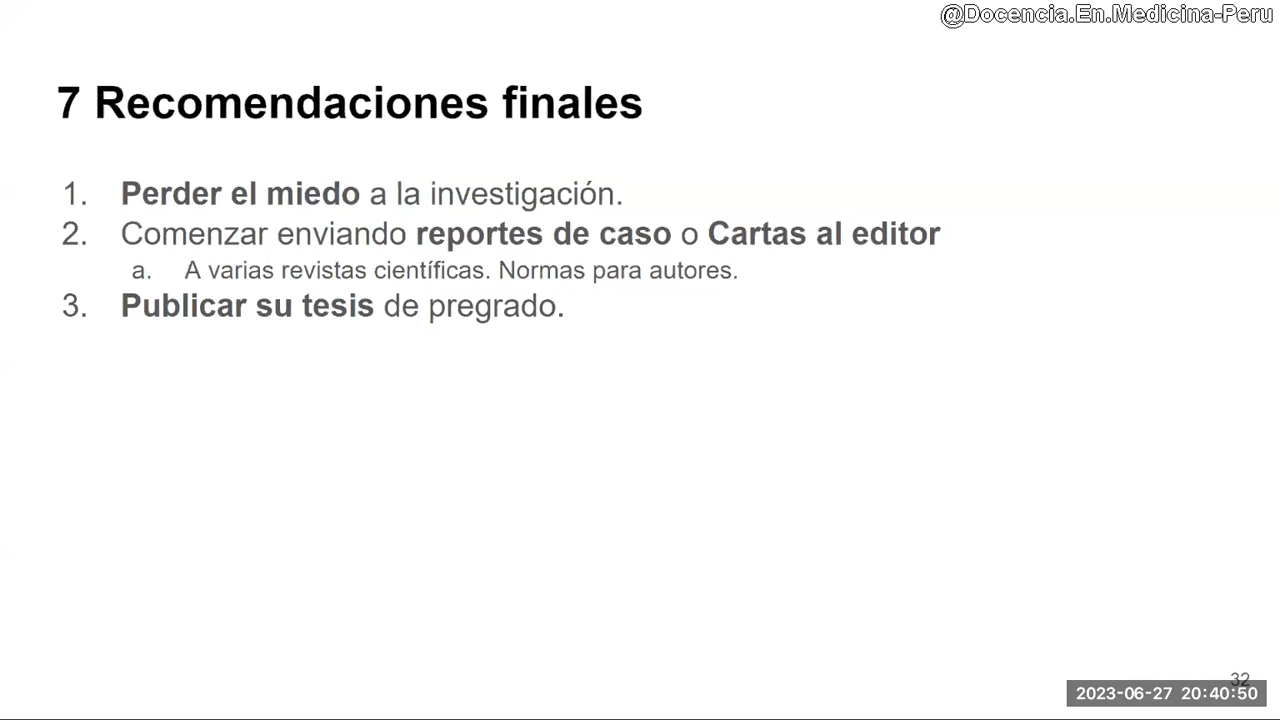 @Docencia.En.Medicina-Peru
7 Recomendaciones finales
1. Perder el miedo a la investigación.
2. Comenzar enviando reportes de caso o Cartas al editor
a. A varias revistas científicas. Normas para autores.
3. Publicar su tesis de pregrado.
32
2023-06-27 20:40:50